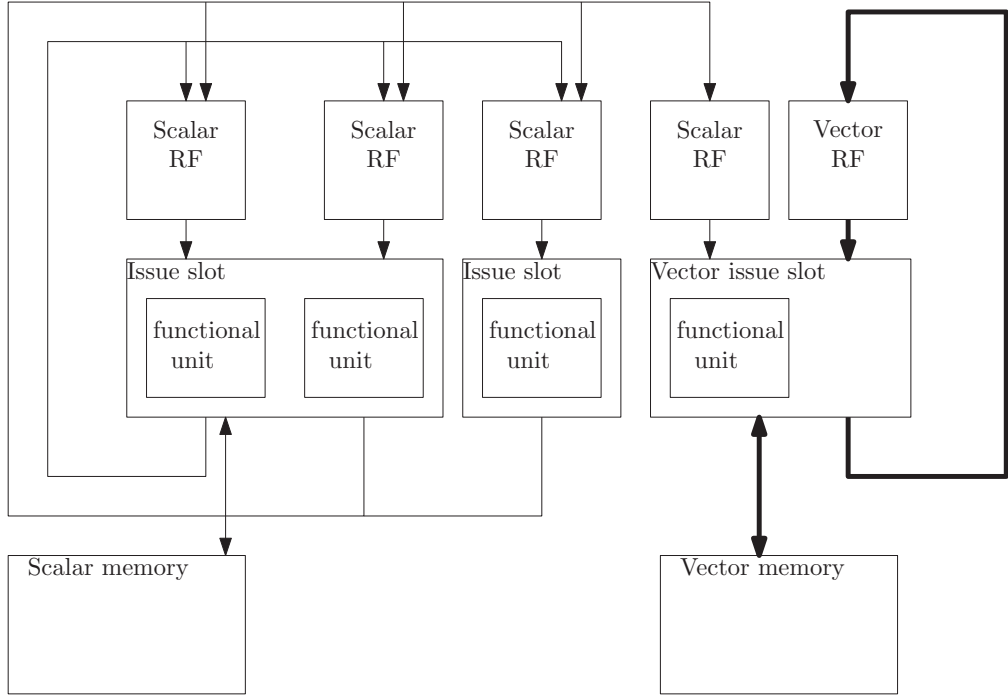 Scalar
RF
Scalar
RF
Scalar
RF
Scalar
RF
Vector
RF
Issue slot
functional
unit
functional
unit
Issue slot
functional
unit
Vector issue slot
functional
unit
Scalar memory
Vector memory